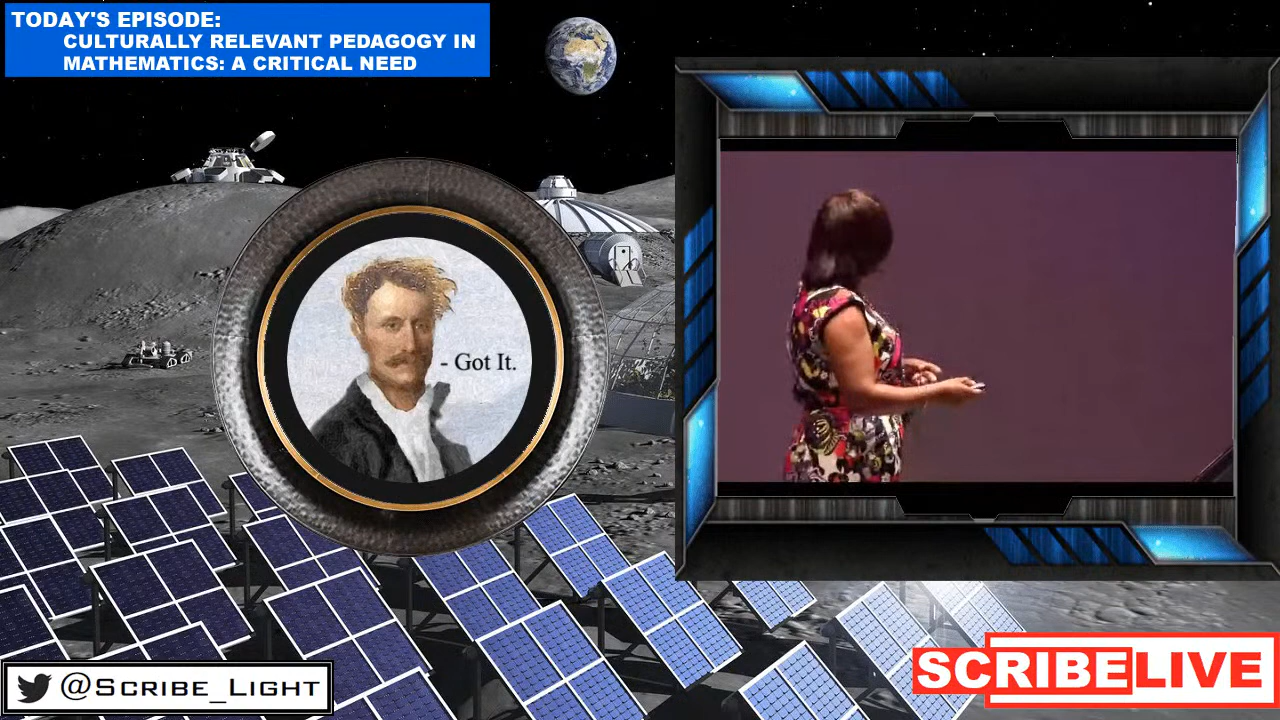 TODAY'S EPISODE:
CULTURALLY RELEVANT PEDAGOGY IN
MATHEMATICS: A CRITICAL NEED
- Got It.
@SCRIBE_LIGHT
SCRIBELIVE